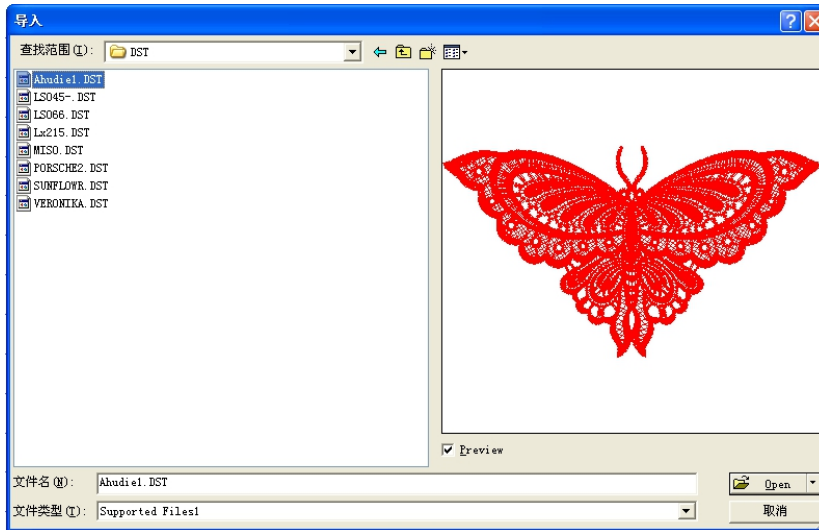 导入
查找范围(I): DST
Ahudie1.DST
LS045-.DST
LS066.DST
Lx215.DST
MISO.DST
PORSCHE2.DST
SUNFLOWR.DST
VERONIKA.DST
Preview
文件名(N): Ahudie1.DST
Open
文件类型(T): Supported Files1
取消